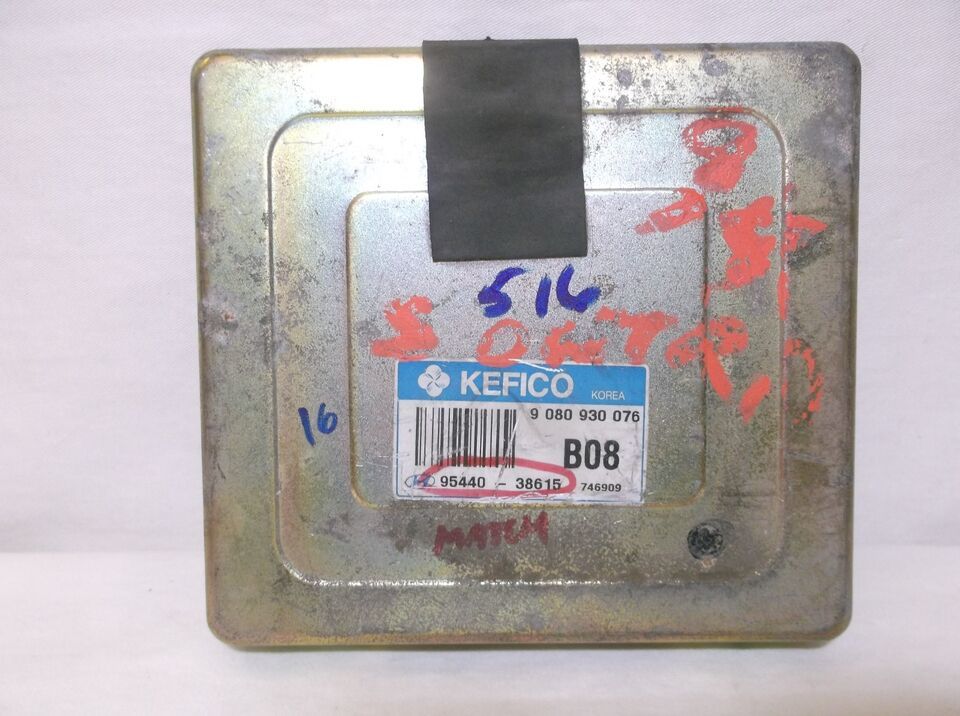 516
KEFICO KOREA
9 080 930 076
B08
95440 - 38615 746909
16
MATCH